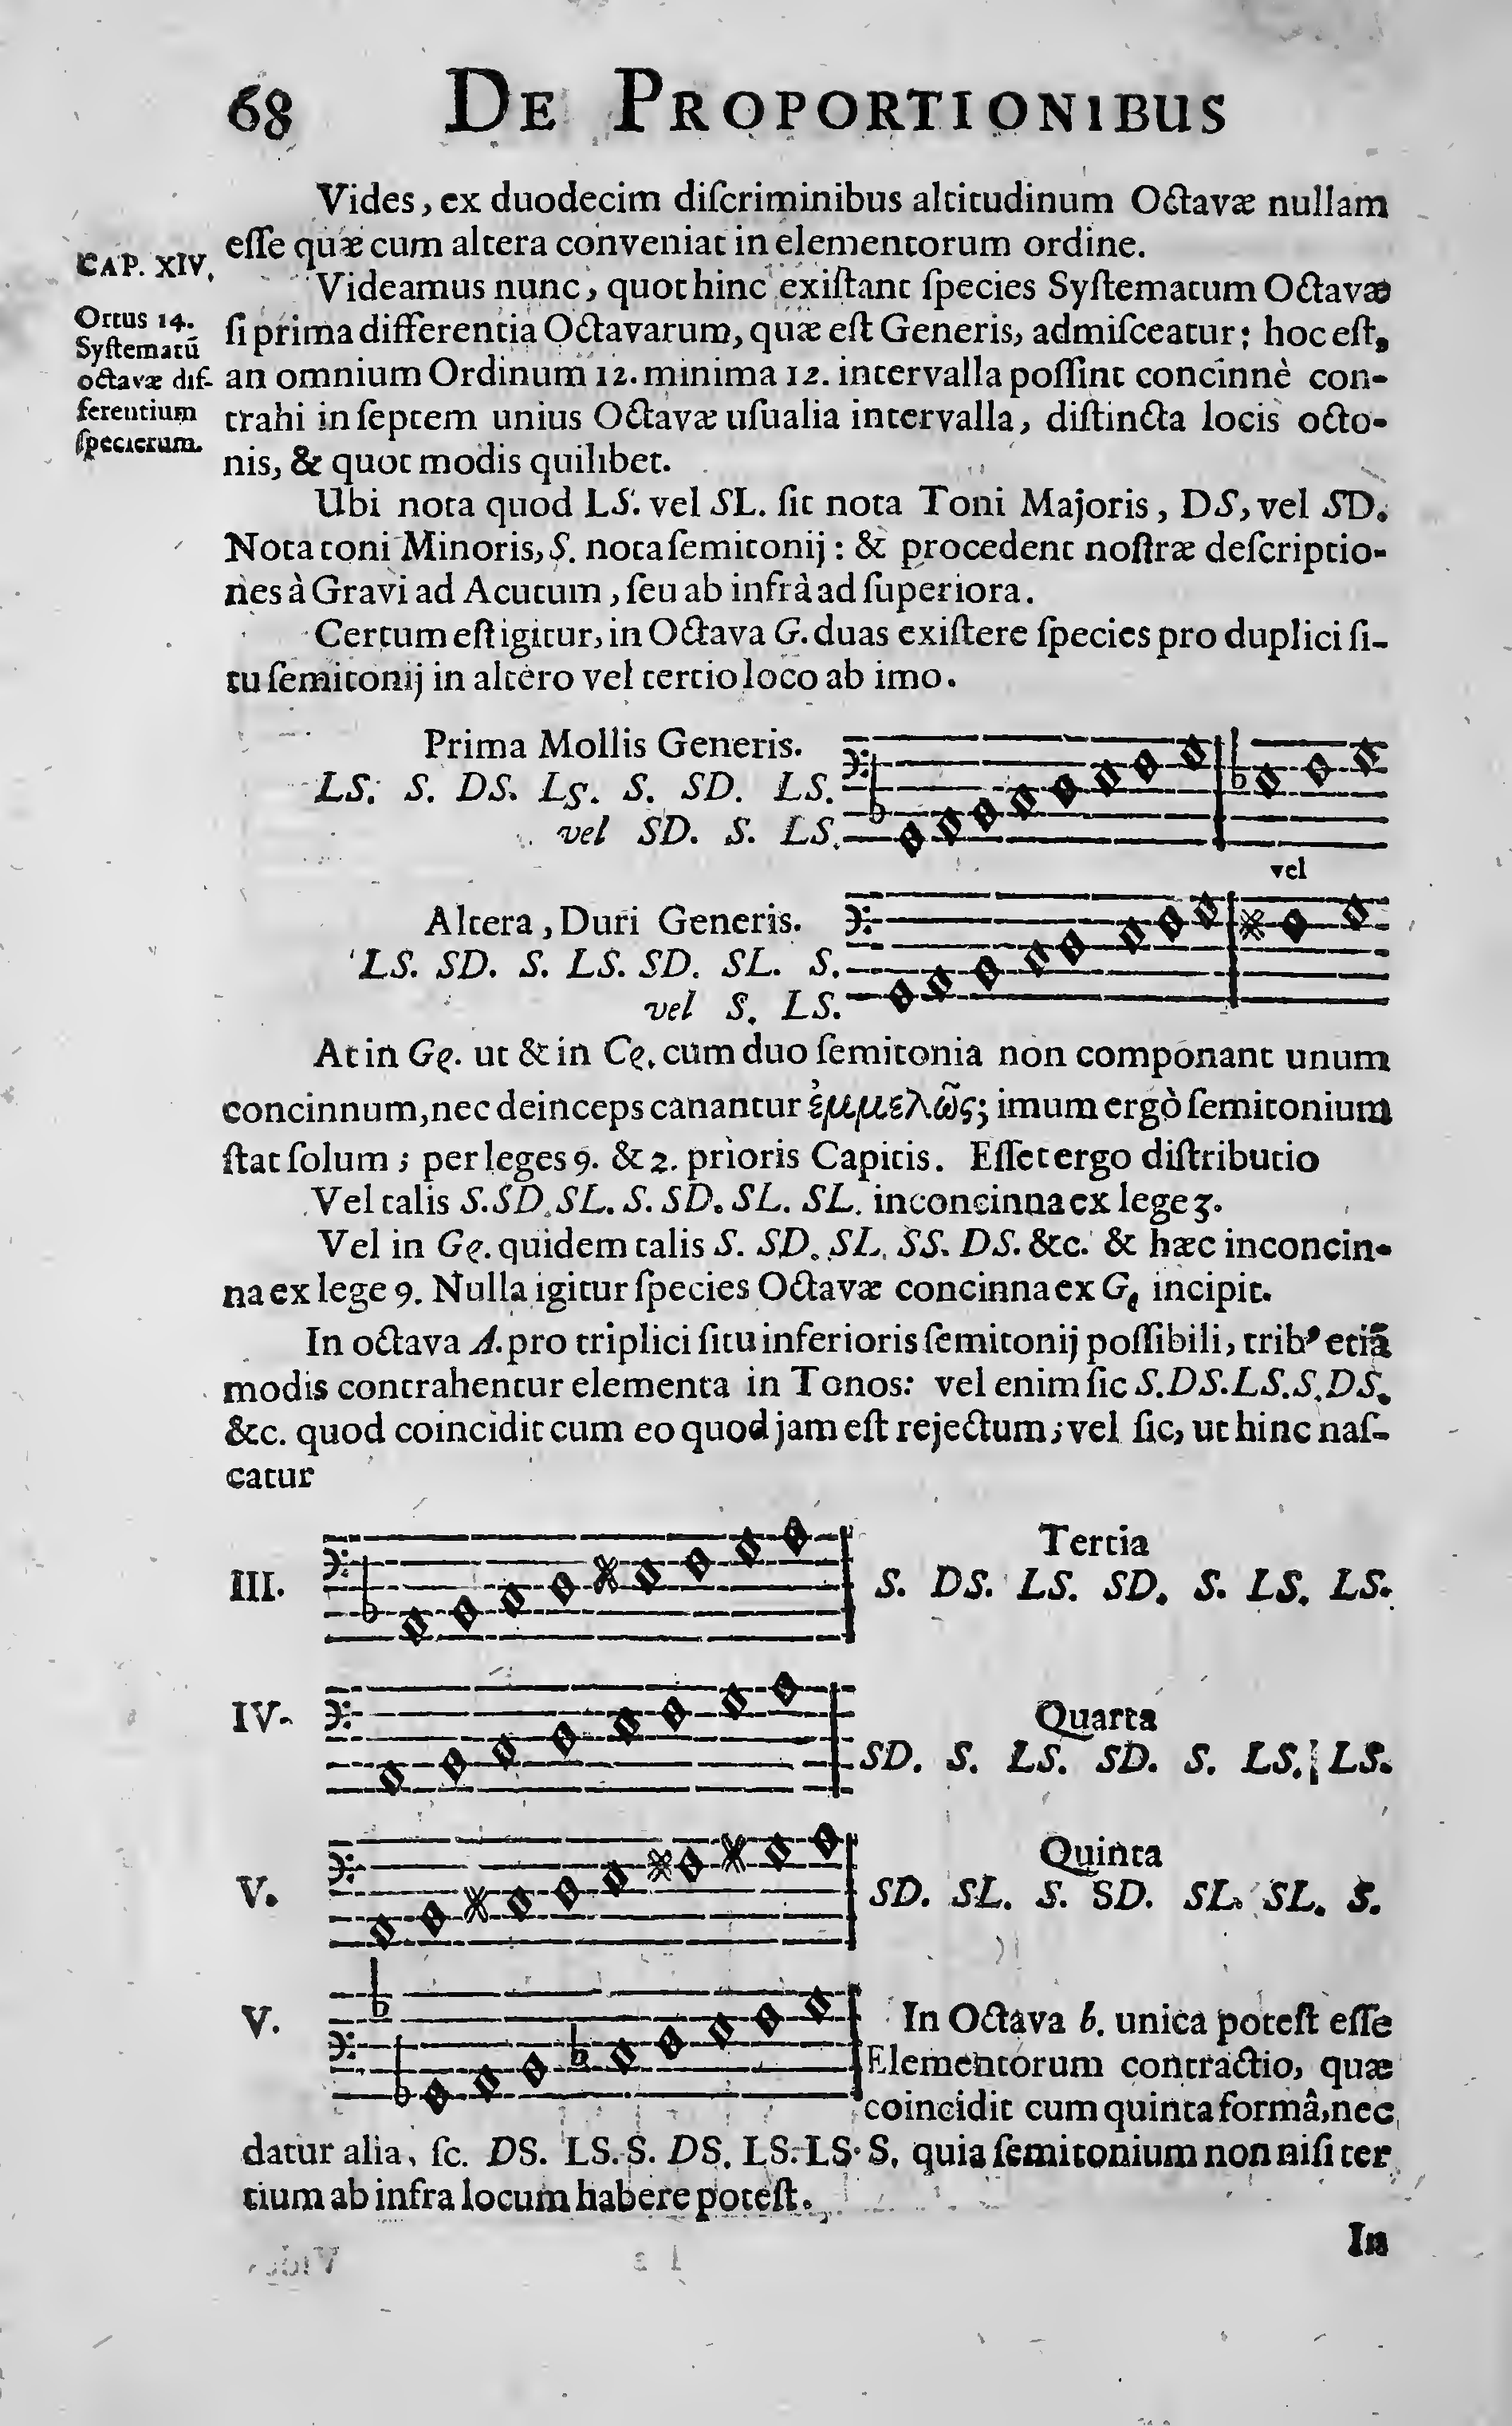 68 DE PROPORTIONIBUS
Vides, ex duodecim diſcriminibus altitudinum Octavæ nullam
eſſe quæ cum altera conveniat in elementorum ordine.
CAP. XIV.
Ortus 14.
Syſtematū
octavæ dif-
ferentium
ſpecierum.
Videamus nunc, quot hinc exiſtant ſpecies Syſtematum Octavæ
ſi prima differentia Octavarum, quæ eſt Generis, admiſceatur; hoc eſt,
an omnium Ordinum 12. minima 12. intervalla poſſint concinnè con-
trahi in ſeptem unius Octavæ uſualia intervalla, diſtincta locis octo-
nis, & quot modis quilibet.
Ubi nota quod LS. vel SL. ſit nota Toni Majoris, DS, vel SD.
Nota toni Minoris, S. nota ſemitonij: & procedent noſtræ deſcriptio-
nes à Gravi ad Acutum, ſeu ab infrà ad ſuperiora.
Certum eſt igitur, in Octava G. duas exiſtere ſpecies pro duplici ſi-
tu ſemitonij in altero vel tertio loco ab imo.
Prima Mollis Generis.
LS. S. DS. LS. S. SD. LS.
vel SD. S. LS.
vel
Altera, Duri Generis.
LS. SD. S. LS. SD. SL. S.
vel S. LS.
At in Gę. ut & in Cę. cum duo ſemitonia non componant unum
concinnum, nec deinceps canantur ἐμμελῶς; imum ergò ſemitonium
ſtat ſolum; per leges 9. & 2. prioris Capitis. Eſſet ergo diſtributio
Vel talis S. SD. SL. S. SD. SL. SL. inconcinna ex lege 3.
Vel in Gę. quidem talis S. SD. SL. SS. DS. &c. & hæc inconcin-
na ex lege 9. Nulla igitur ſpecies Octavæ concinna ex Gę incipit.
In octava A. pro triplici ſitu inferioris ſemitonij poſſibili, trib' etiā
modis contrahentur elementa in Tonos: vel enim ſic S. DS. LS. S. DS.
&c. quod coincidit cum eo quod jam eſt rejectum; vel ſic, ut hinc naſ-
catur
Tertia
III. S. DS. LS. SD. S. LS. LS.
IV. Quarta
SD. S. LS. SD. S. LS. LS.
Quinta
V. SD. SL. S. SD. SL. SL. S.
V. In Octava b. unica poteſt eſſe
Elementorum contractio, quæ
coincidit cum quinta formâ, nec
datur alia, ſc. DS. LS. S. DS. LS. LS. S. quia ſemitonium non niſi ter
tium ab infra locum habere poteſt.
In